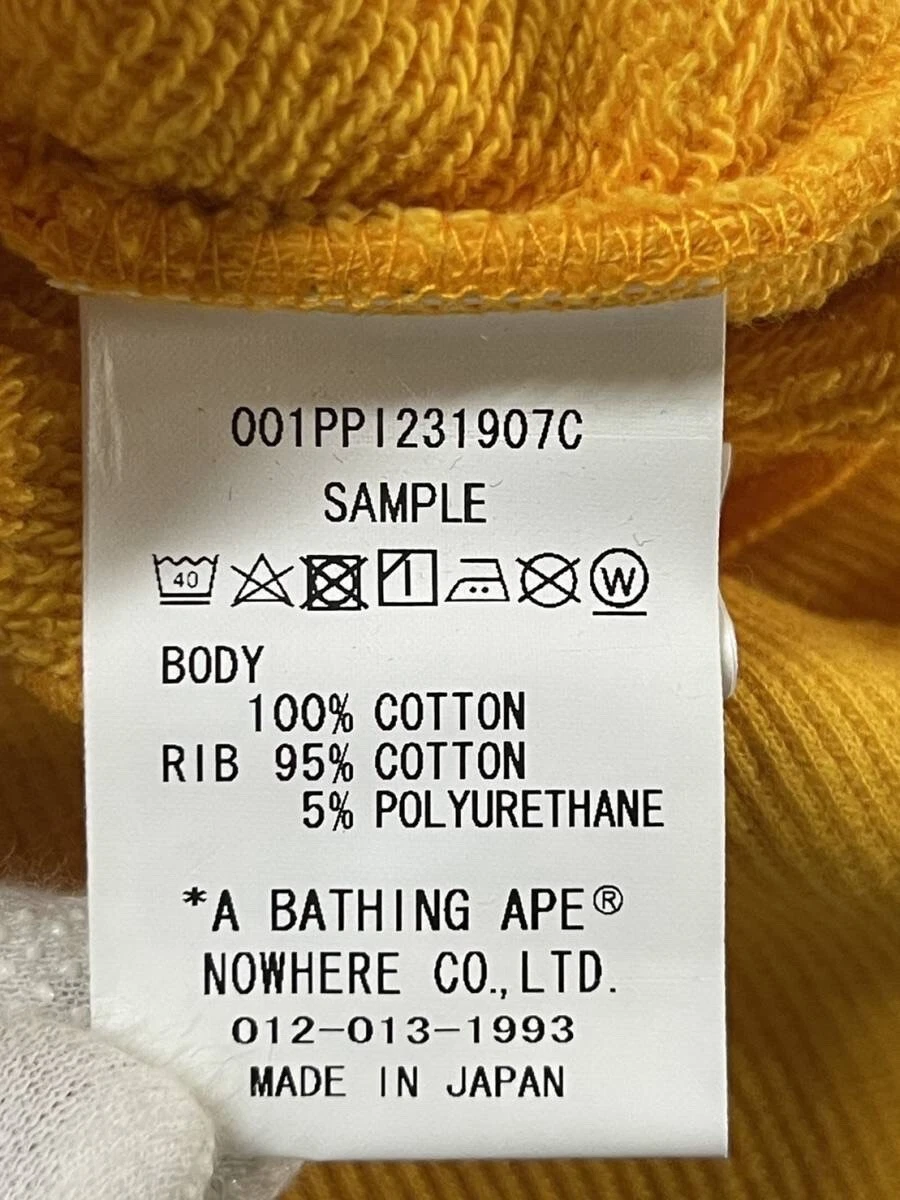 001PPI231907C
SAMPLE
40 W
BODY
100% COTTON
RIB 95% COTTON
5% POLYURETHANE
*A BATHING APE®
NOWHERE CO.,LTD.
012-013-1993
MADE IN JAPAN